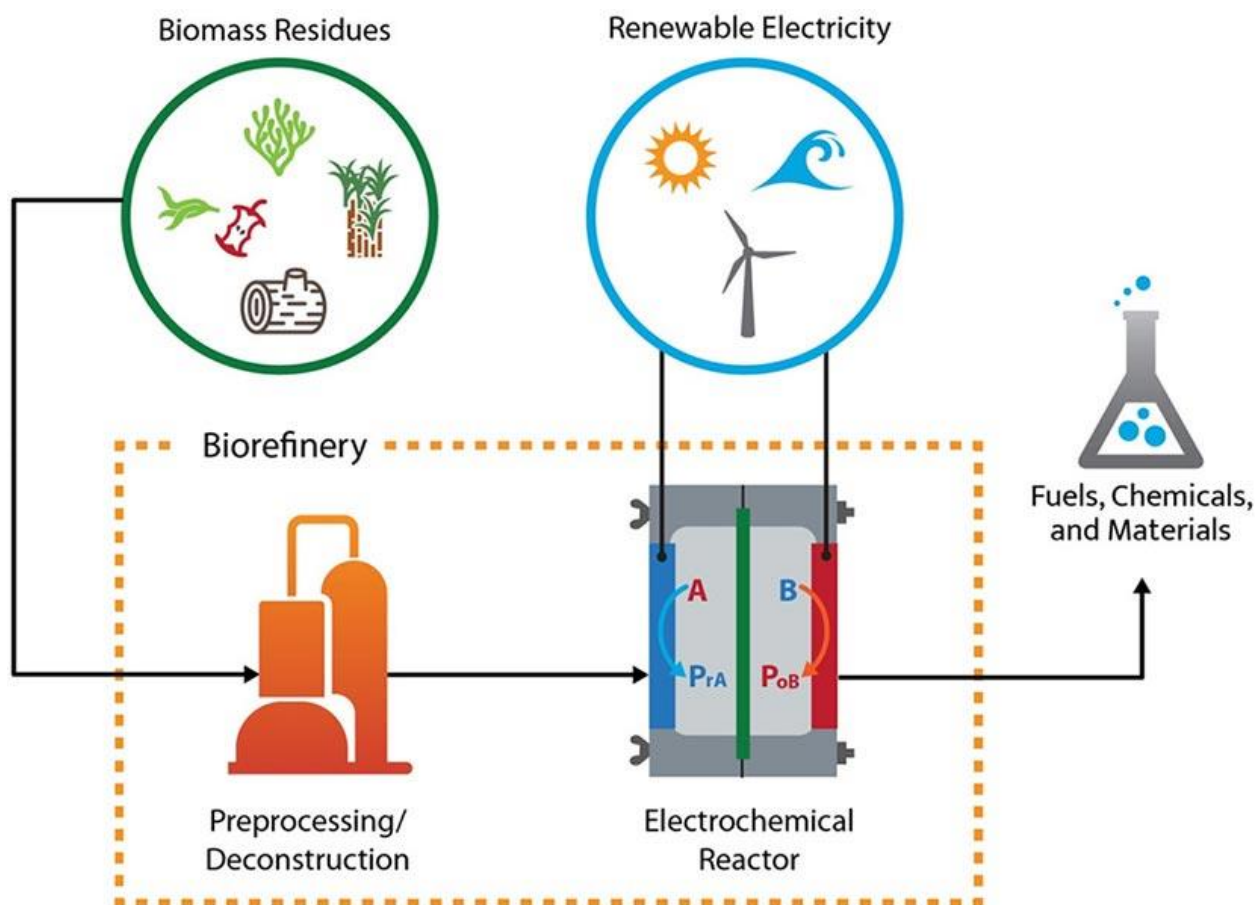 Biomass Residues
Renewable Electricity
Biorefinery
Fuels, Chemicals,
and Materials
A
B
PrA
PoB
Preprocessing/
Deconstruction
Electrochemical
Reactor